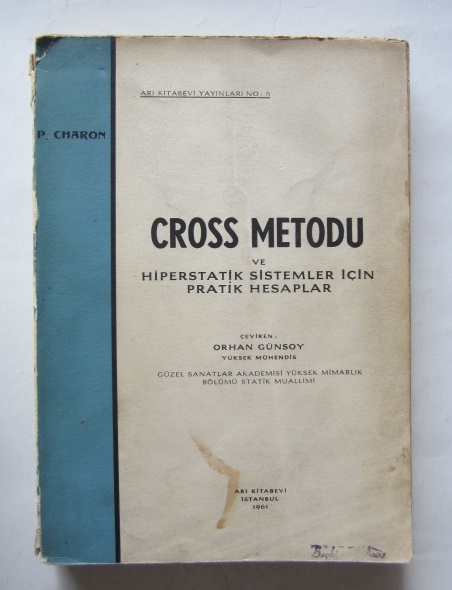 ARI KİTABEVİ YAYINLARI NO: 5
P. CHARON
CROSS METODU
VE
HİPERSTATİK SİSTEMLER İÇİN
PRATİK HESAPLAR
ÇEVİREN:
ORHAN GÜNSOY
YÜKSEK MÜHENDİS
GÜZEL SANATLAR AKADEMİSİ YÜKSEK MİMARLIK
BÖLÜMÜ STATİK MUALLİMİ
ARI KİTABEVİ
İSTANBUL
1961